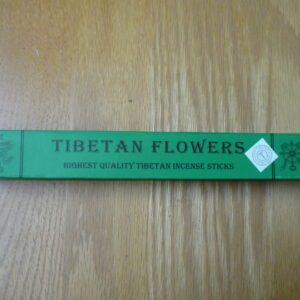 TIBETAN FLOWERS
HIGHEST QUALITY TIBETAN INCENSE STICKS